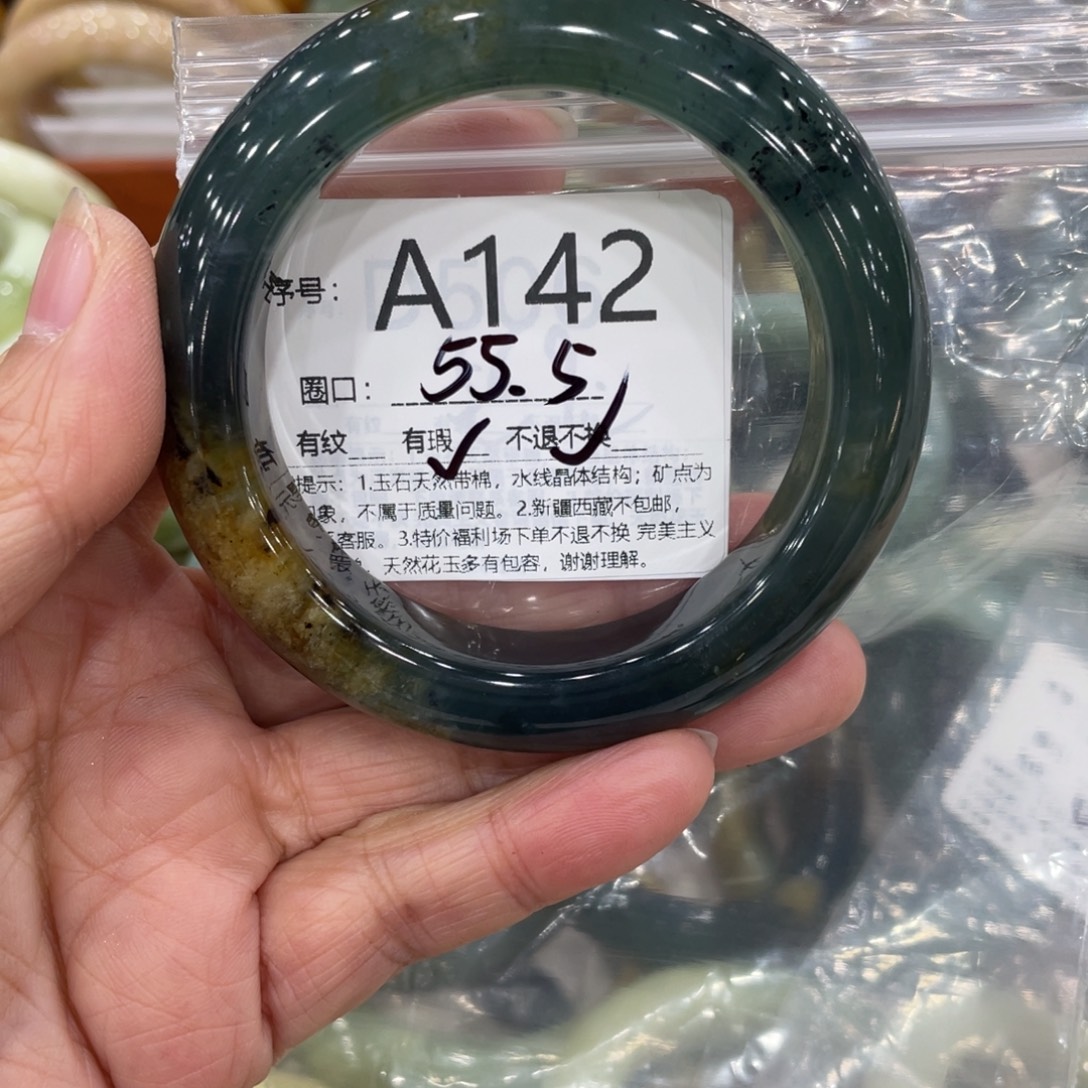 序号： A142
圈口： 55.5
有纹 有瑕✓ 不退不换✓
提示：1.玉石天然带棉，水线晶体结构；矿点为
象，不属于质量问题。2.新疆西藏不包邮，
客服。3.特价福利场下单不退不换 完美主义
天然花玉多有包容，谢谢理解。